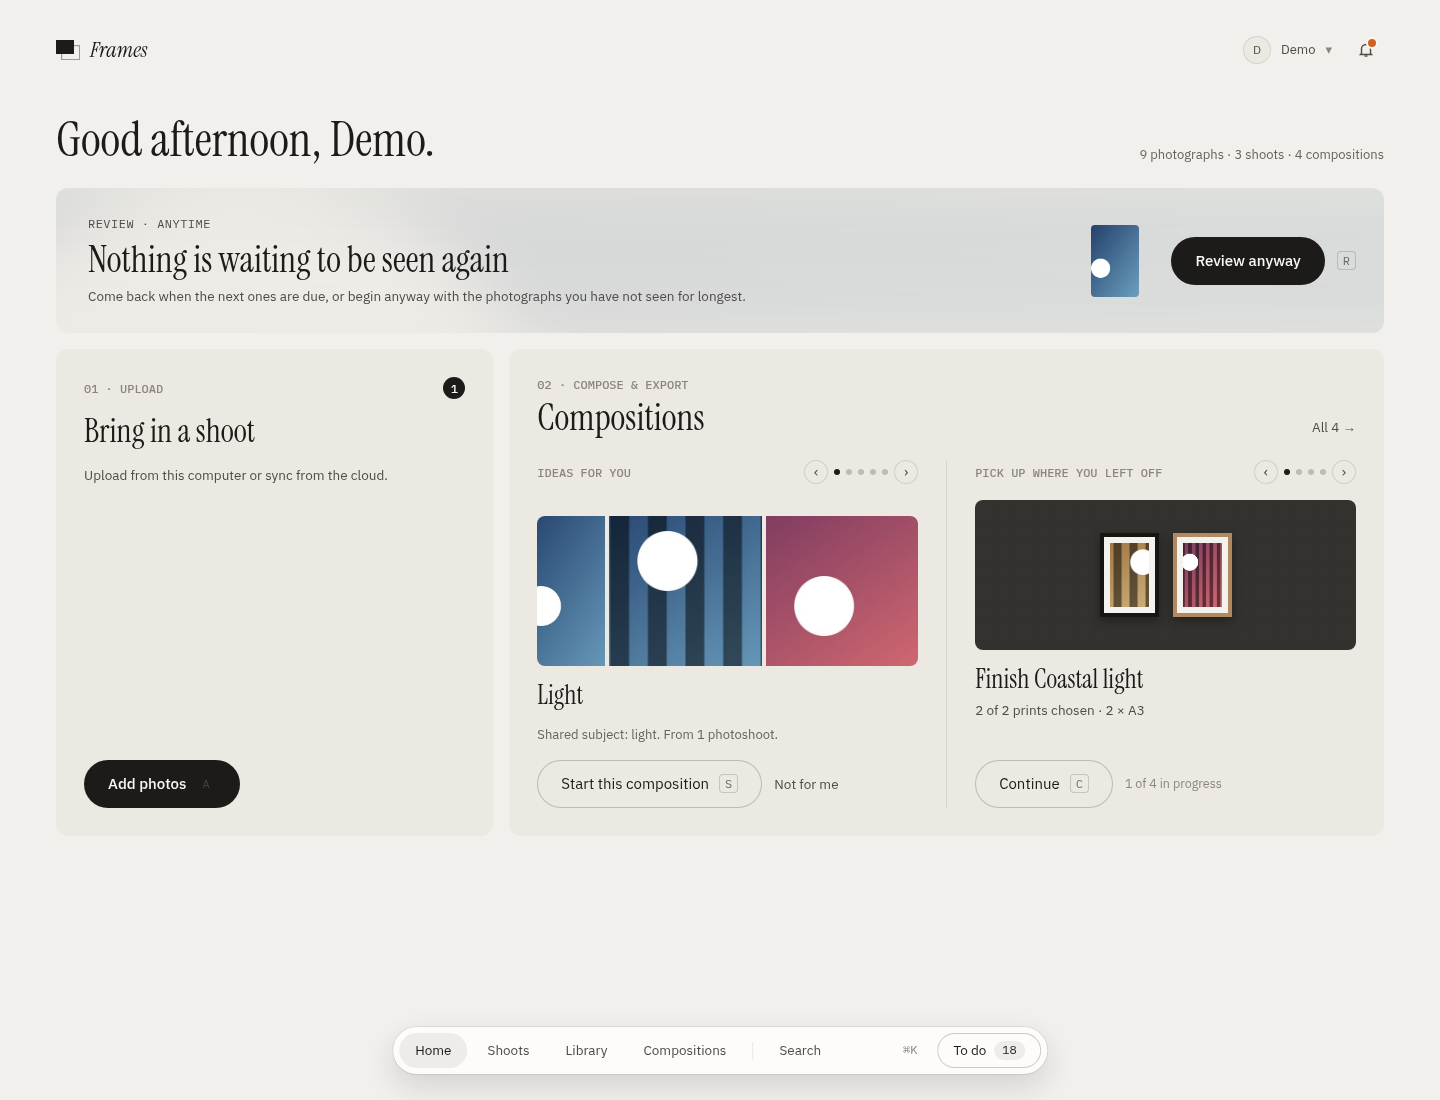 Frames
D Demo ▾
Good afternoon, Demo.
9 photographs · 3 shoots · 4 compositions
REVIEW · ANYTIME
Nothing is waiting to be seen again
Come back when the next ones are due, or begin anyway with the photographs you have not seen for longest.
Review anyway R
01 · UPLOAD 1
Bring in a shoot
Upload from this computer or sync from the cloud.
Add photos A
02 · COMPOSE & EXPORT
Compositions
All 4 →
IDEAS FOR YOU ‹ ›
Light
Shared subject: light. From 1 photoshoot.
Start this composition S Not for me
PICK UP WHERE YOU LEFT OFF ‹ ›
Finish Coastal light
2 of 2 prints chosen · 2 × A3
Continue C 1 of 4 in progress
Home Shoots Library Compositions Search ⌘K To do 18